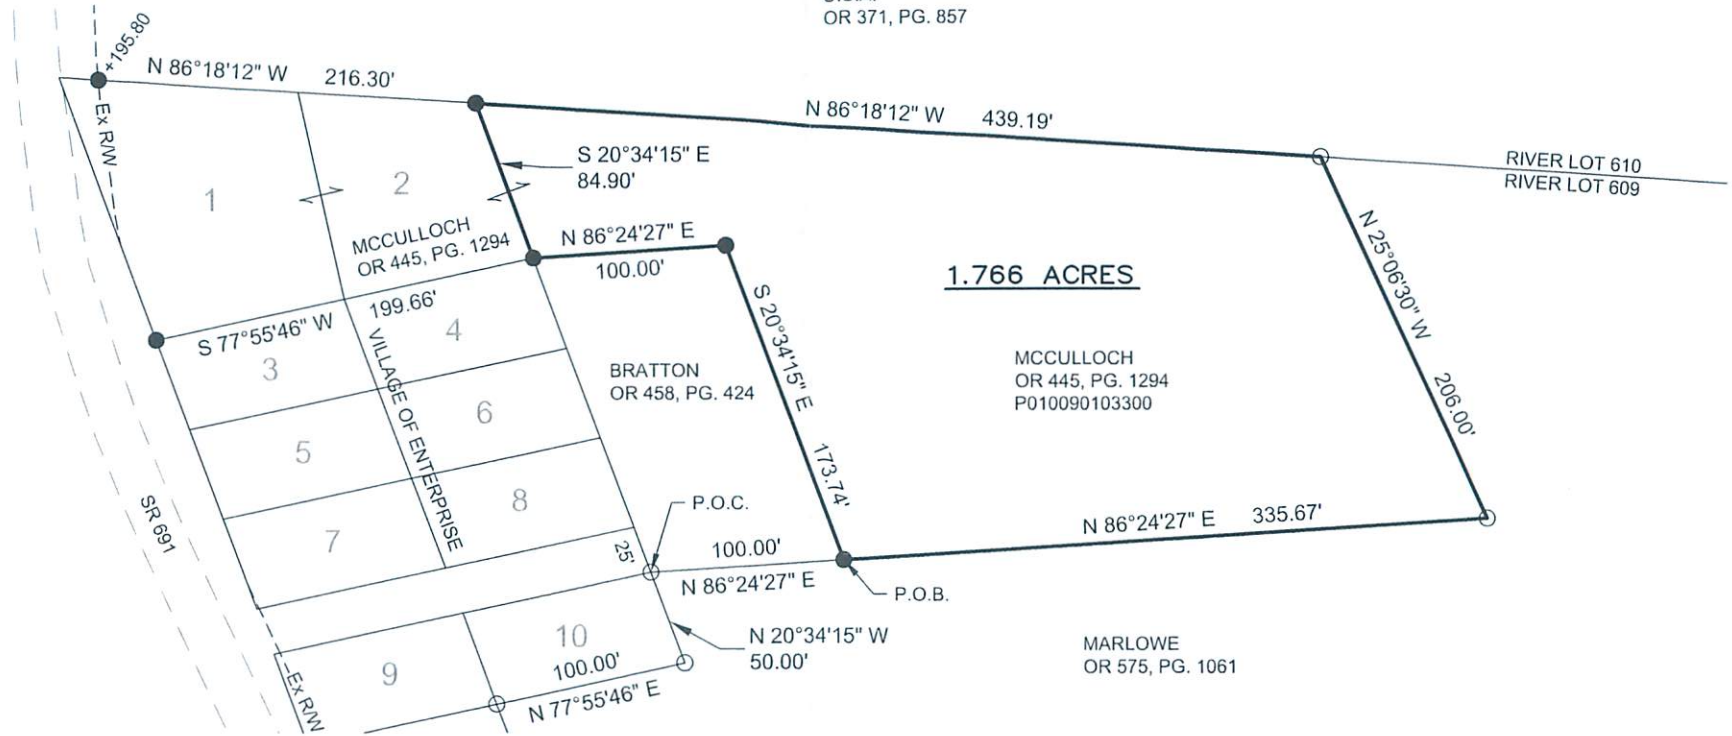 OR 371, PG. 857
+195.80
N 86°18'12" W 216.30'
N 86°18'12" W 439.19'
Ex R/W
S 20°34'15" E
84.90'
RIVER LOT 610
RIVER LOT 609
1
2
MCCULLOCH
OR 445, PG. 1294
N 86°24'27" E
100.00'
N 25°06'30" W 206.00'
1.766 ACRES
199.66'
S 77°55'46" W
S 20°34'15" E 173.74'
3
4
VILLAGE OF ENTERPRISE
BRATTON
OR 458, PG. 424
MCCULLOCH
OR 445, PG. 1294
P010090103300
5
6
7
8
SR 691
P.O.C.
25'
100.00'
N 86°24'27" E
N 86°24'27" E 335.67'
P.O.B.
9
10
100.00'
N 77°55'46" E
N 20°34'15" W
50.00'
MARLOWE
OR 575, PG. 1061
Ex R/W